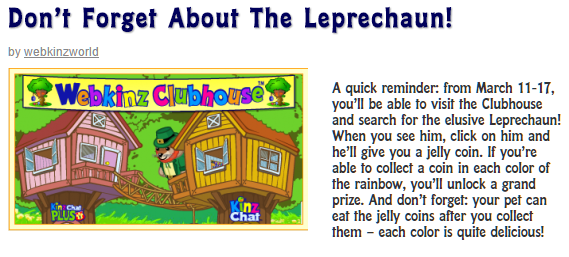 Don't Forget About The Leprechaun!
by webkinzworld
Webkinz Clubhouse™
KinzChat
PLUS
Kinz
Chat
A quick reminder: from March 11-17,
you'll be able to visit the Clubhouse
and search for the elusive Leprechaun!
When you see him, click on him and
he'll give you a jelly coin. If you're
able to collect a coin in each color of
the rainbow, you'll unlock a grand
prize. And don't forget: your pet can
eat the jelly coins after you collect
them – each color is quite delicious!